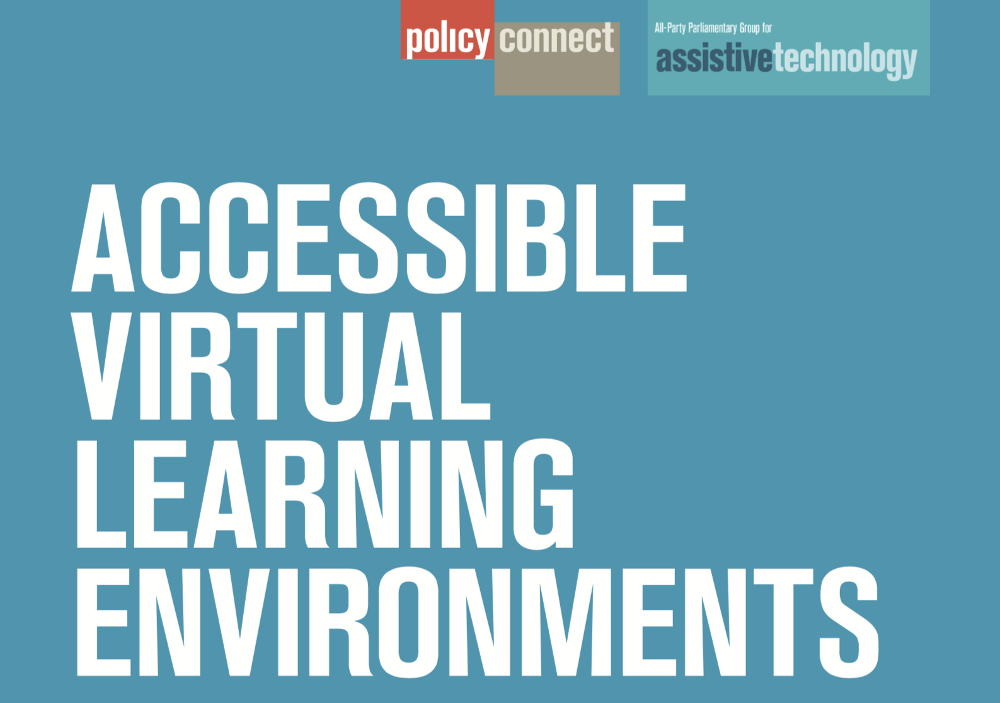 policy connect
All-Party Parliamentary Group for
assistivetechnology
ACCESSIBLE
VIRTUAL
LEARNING
ENVIRONMENTS